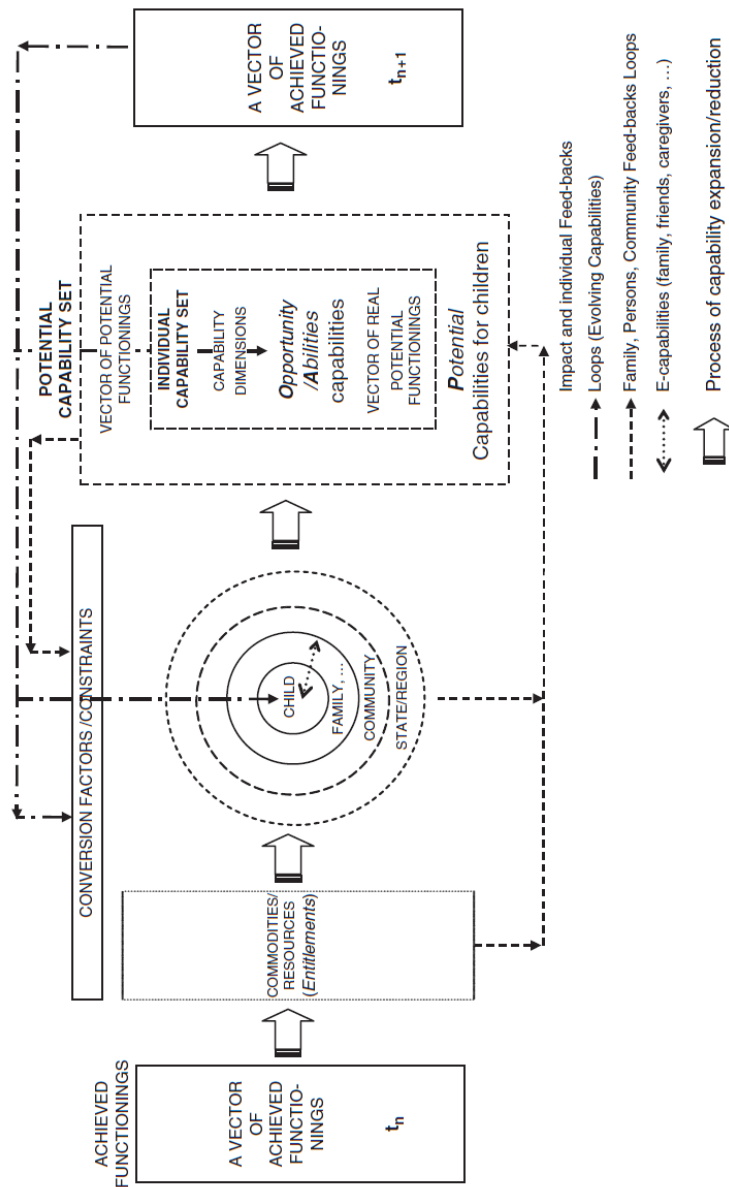 ACHIEVED
FUNCTIONINGS
A VECTOR
OF
ACHIEVED
FUNCTIO-
NINGS
tn
COMMODITIES/
RESOURCES
(Entitlements)
CONVERSION FACTORS /CONSTRAINTS
CHILD
FAMILY, ...
COMMUNITY
STATE/REGION
POTENTIAL
CAPABILITY SET
VECTOR OF POTENTIAL
FUNCTIONINGS
INDIVIDUAL
CAPABILITY SET
CAPABILITY
DIMENSIONS
Opportunity
/Abilities
capabilities
VECTOR OF REAL
POTENTIAL
FUNCTIONINGS
Potential
Capabilities for children
A VECTOR
OF
ACHIEVED
FUNCTIO-
NINGS
tn+1
Impact and individual Feed-backs
Loops (Evolving Capabilities)
Family, Persons, Community Feed-backs Loops
E-capabilities (family, friends, caregivers, ...)
Process of capability expansion/reduction